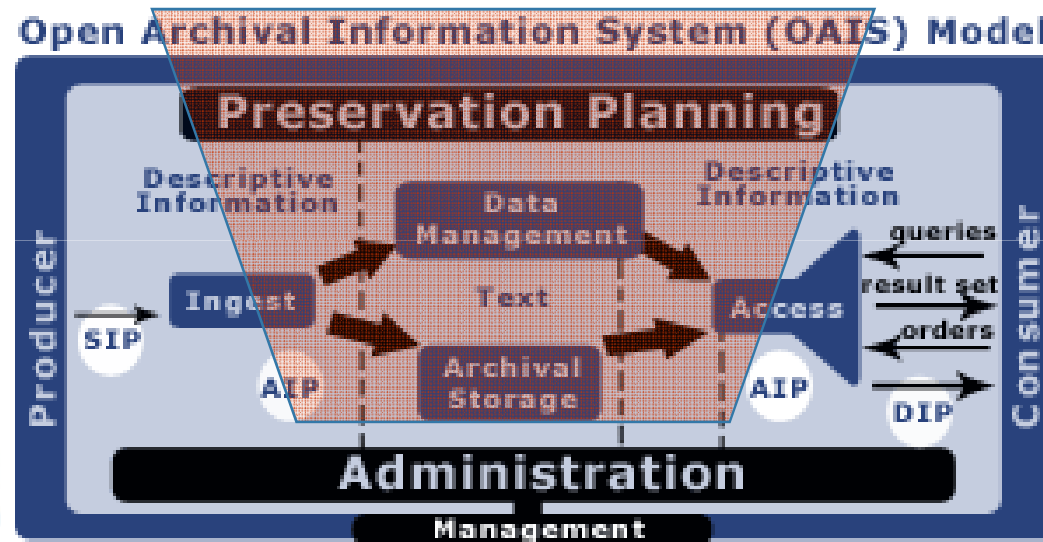 Open Archival Information System (OAIS) Model
Preservation Planning
Descriptive
Information
Descriptive
Information
Data
Management
Producer
Consumer
queries
Ingest
Text
Access
result set
SIP
orders
Archival
Storage
AIP
AIP
DIP
Administration
Management